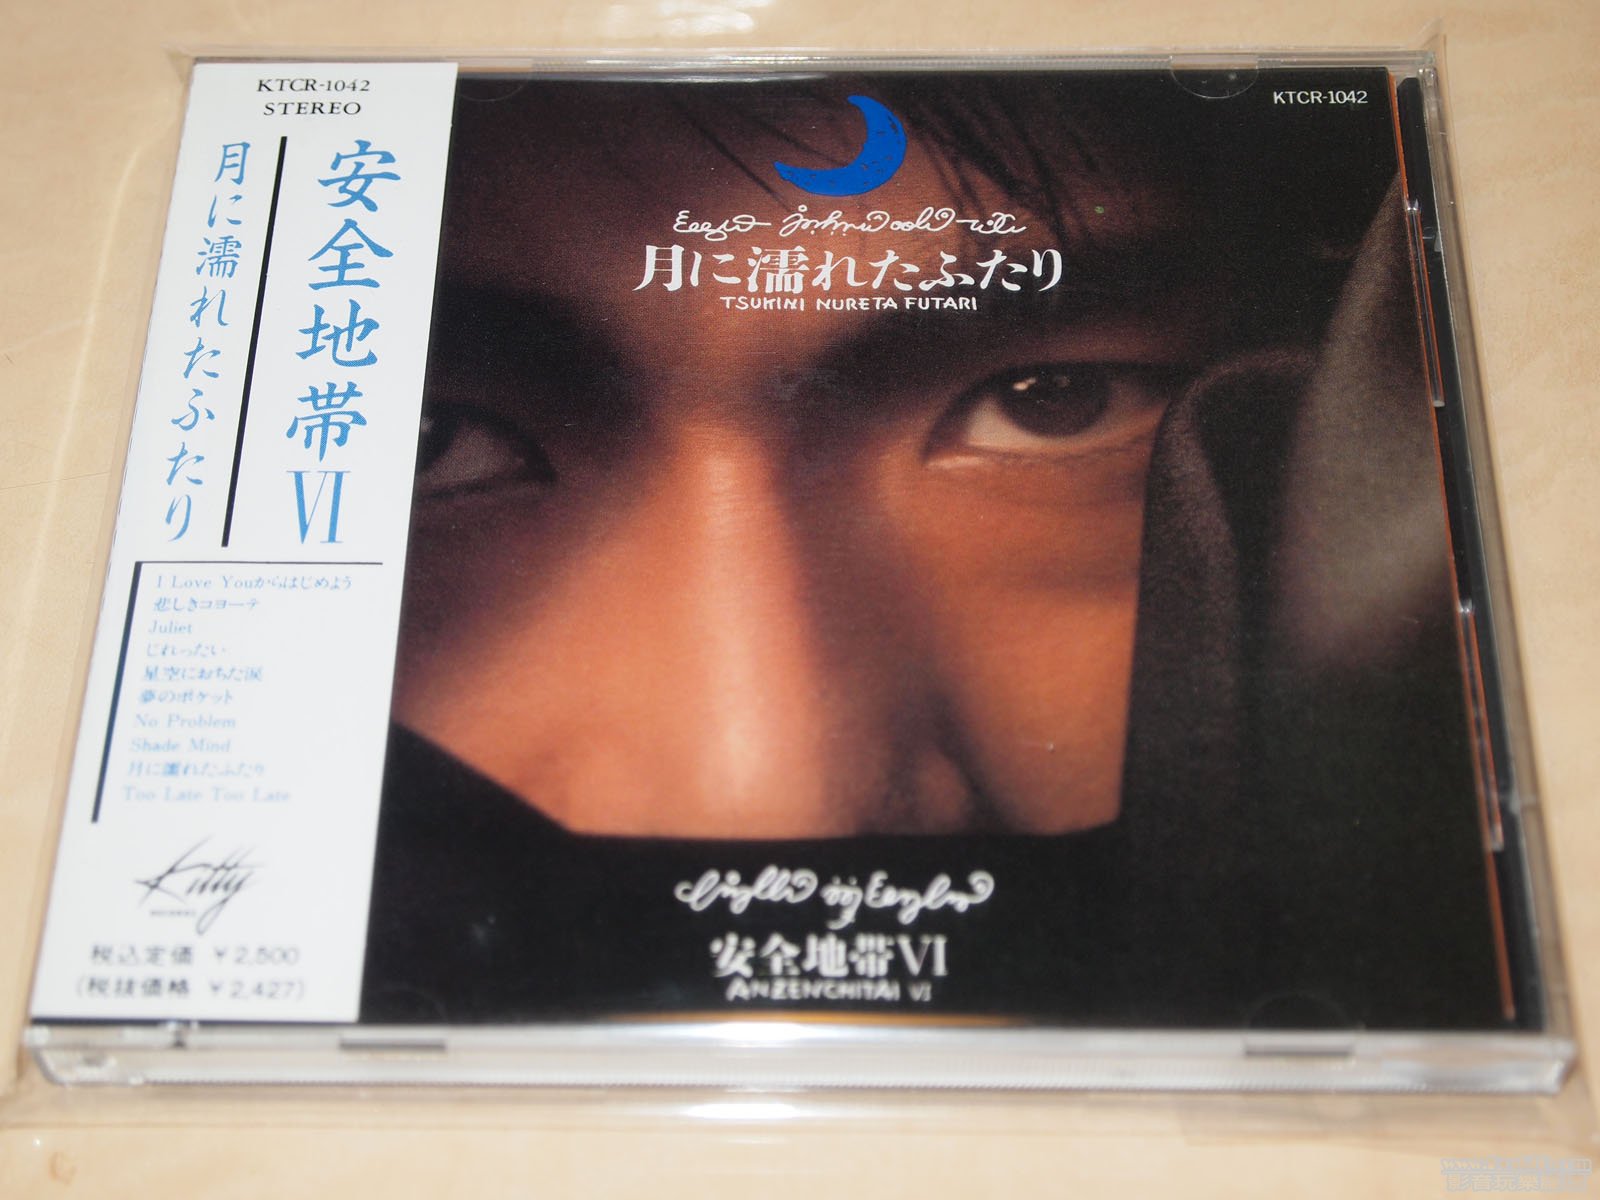 KTCR-1042
STEREO
安全地帯VI
月に濡れたふたり
I Love Youからはじめよう
悲しきコヨーテ
Juliet
じれったい
星空におちた涙
夢のポケット
No Problem
Shade Mind
月に濡れたふたり
Too Late Too Late
Kitty
RECORDS
税込定価 ¥2,500
(税抜価格 ¥2,427)
KTCR-1042
月に濡れたふたり
TSUKINI NURETA FUTARI
安全地帯VI
ANZENCHITAI VI
影音玩樂